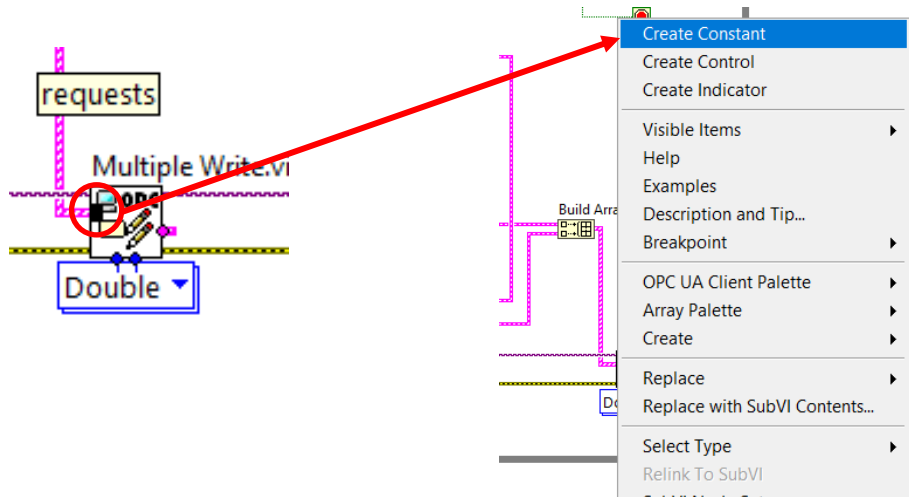 requests
Multiple Write.vi
OPC
Double
Build Arra
Do
Create Constant
Create Control
Create Indicator
Visible Items
Help
Examples
Description and Tip...
Breakpoint
OPC UA Client Palette
Array Palette
Create
Replace
Replace with SubVI Contents...
Select Type
Relink To SubVI